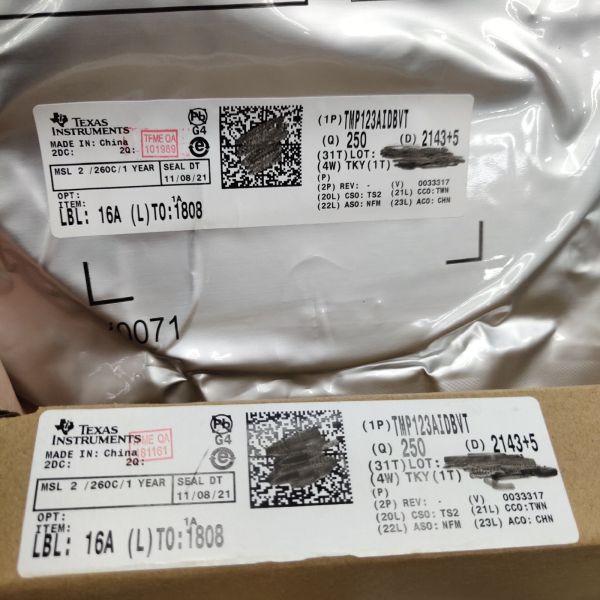 TEXAS
INSTRUMENTS
MADE IN: China
2DC: 2Q:
TFME QA
101969
Pb
G4
e
MSL 2 /260C/1 YEAR
SEAL DT
11/08/21
OPT:
ITEM:
LBL: 16A (L)TO:1808
1A
(1P)TMP123AIDBVT
(Q) 250 (D) 2143+5
(31T)LOT:
(4W) TKY(1T)
(P)
(2P) REV: - (V) 0033317
(20L) CSO: TS2 (21L) CCO:TWN
(22L) ASO: NFM (23L) ACO: CHN
0071
TEXAS
INSTRUMENTS
MADE IN: China
2DC: 2Q:
TFME QA
181161
Pb
G4
e
MSL 2 /260C/1 YEAR
SEAL DT
11/08/21
OPT:
ITEM:
LBL: 16A (L)TO:1808
1A
(1P)TMP123AIDBVT
(Q) 250 (D) 2143+5
(31T)LOT:
(4W) TKY(1T)
(P)
(2P) REV: - (V) 0033317
(20L) CSO: TS2 (21L) CCO:TWN
(22L) ASO: NFM (23L) ACO: CHN